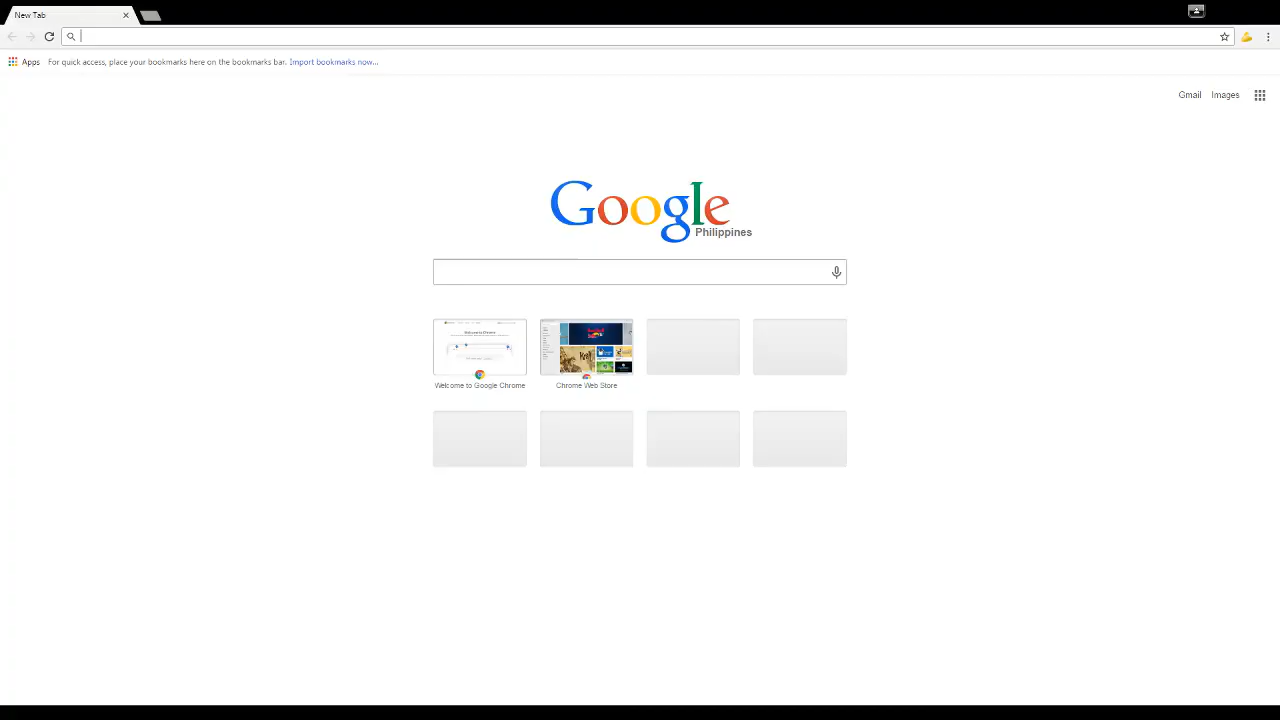 New Tab
Apps For quick access, place your bookmarks here on the bookmarks bar. Import bookmarks now...
Gmail Images
Google
Philippines
Welcome to Google Chrome Chrome Web Store